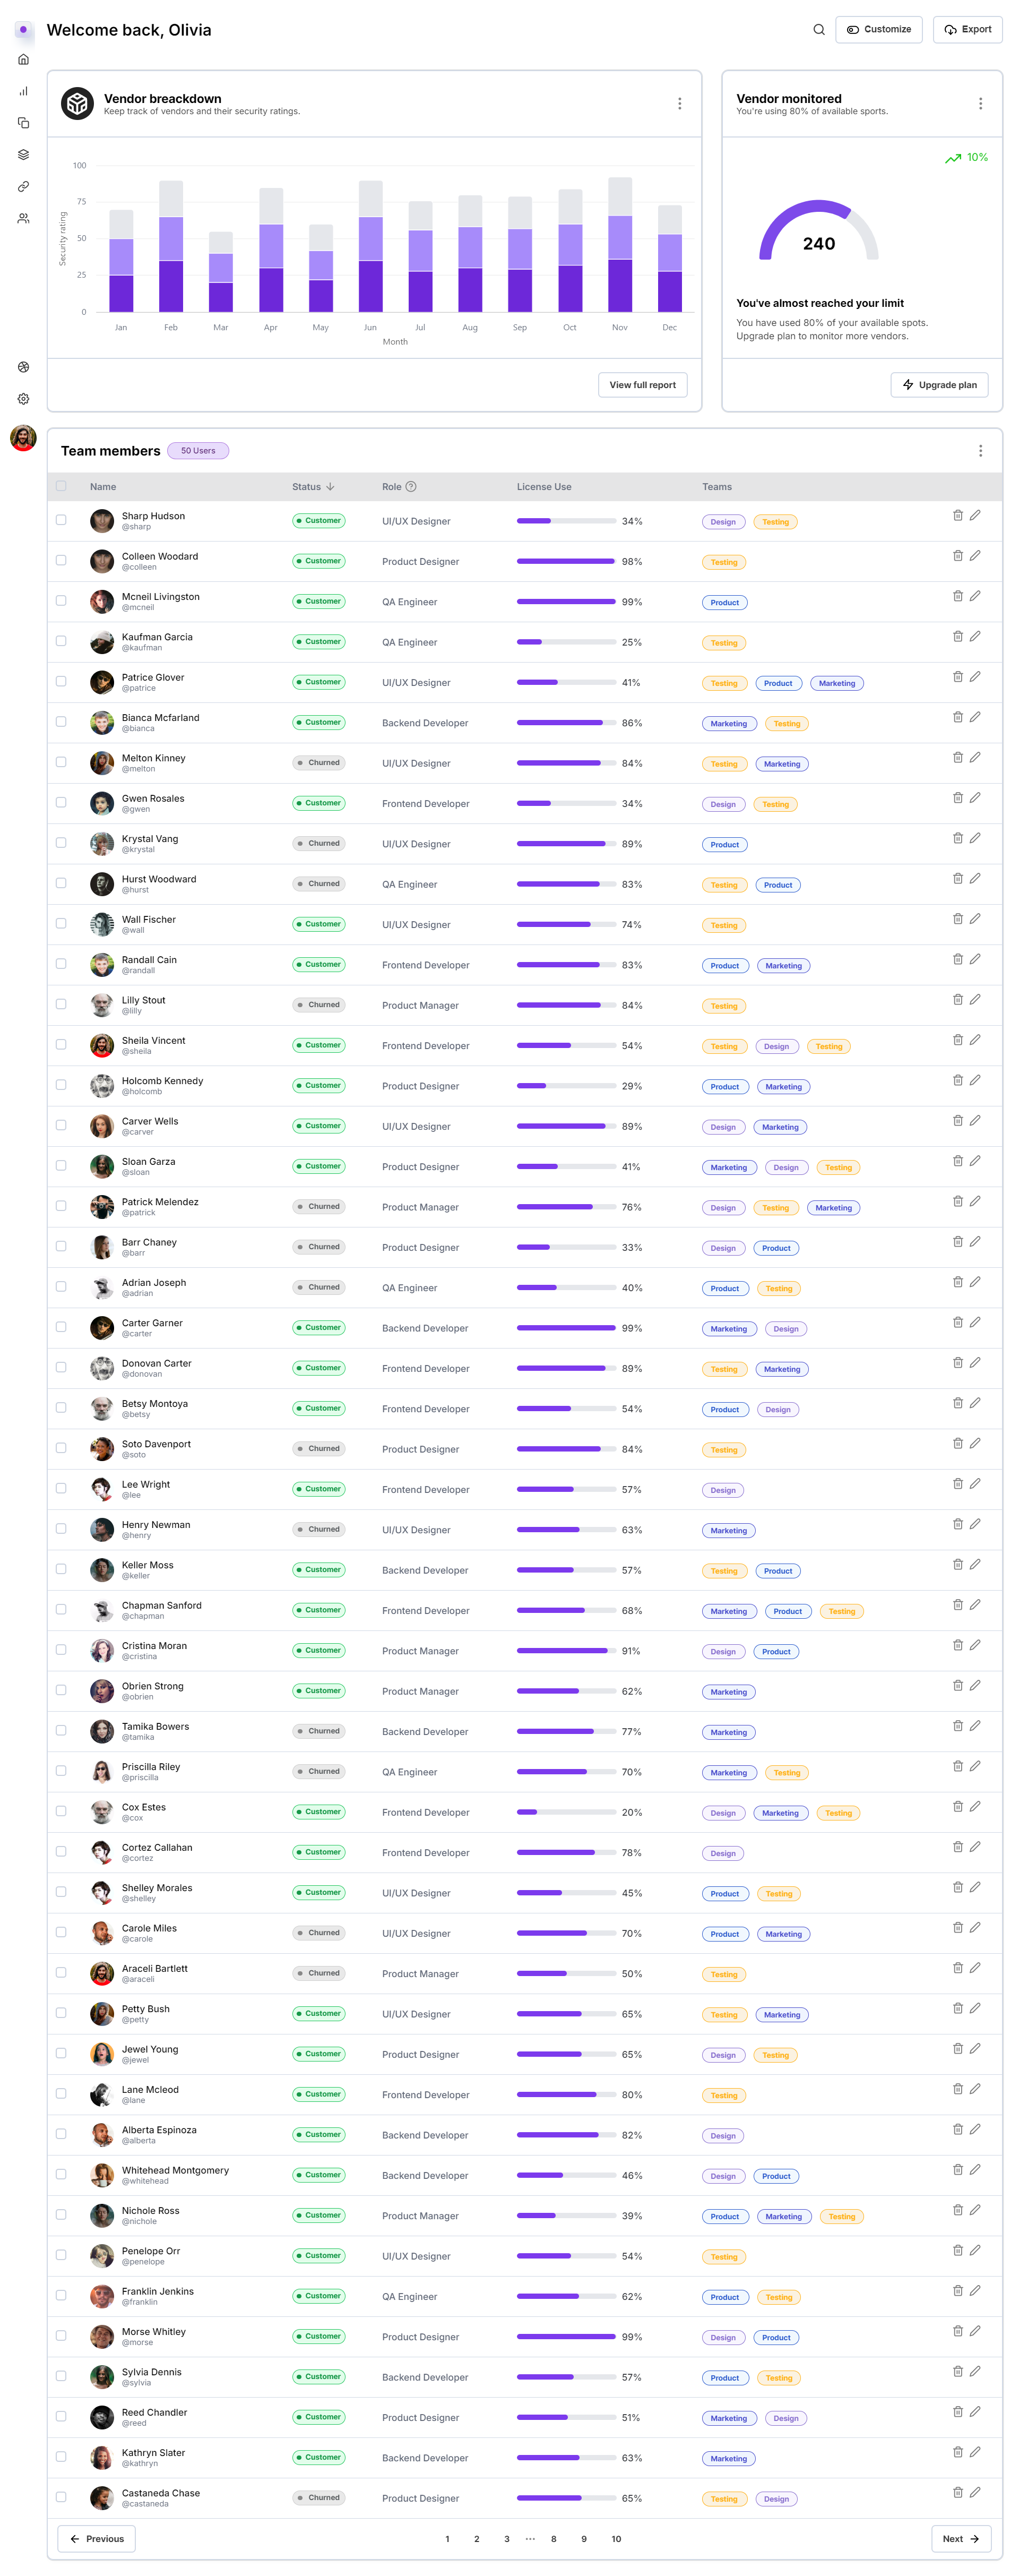 Welcome back, Olivia
Customize
Export
Vendor breakdown
Keep track of vendors and their security ratings.
100
75
50
25
0
Security rating
Jan Feb Mar Apr May Jun Jul Aug Sep Oct Nov Dec
Month
View full report
Vendor monitored
You're using 80% of available sports.
10%
240
You've almost reached your limit
You have used 80% of your available spots.
Upgrade plan to monitor more vendors.
Upgrade plan
Team members 50 Users
Name Status Role License Use Teams
Sharp Hudson
@sharp
Customer UI/UX Designer 34% Design Testing
Colleen Woodard
@colleen
Customer Product Designer 98% Testing
Mcneil Livingston
@mcneil
Customer QA Engineer 99% Product
Kaufman Garcia
@kaufman
Customer QA Engineer 25% Testing
Patrice Glover
@patrice
Customer UI/UX Designer 41% Testing Product Marketing
Bianca Mcfarland
@bianca
Customer Backend Developer 86% Marketing Testing
Melton Kinney
@melton
Churned UI/UX Designer 84% Testing Marketing
Gwen Rosales
@gwen
Customer Frontend Developer 34% Design Testing
Krystal Vang
@krystal
Churned UI/UX Designer 89% Product
Hurst Woodward
@hurst
Churned QA Engineer 83% Testing Product
Wall Fischer
@wall
Customer UI/UX Designer 74% Testing
Randall Cain
@randall
Customer Frontend Developer 83% Product Marketing
Lilly Stout
@lilly
Churned Product Manager 84% Testing
Sheila Vincent
@sheila
Customer Frontend Developer 54% Testing Design Testing
Holcomb Kennedy
@holcomb
Customer Product Designer 29% Product Marketing
Carver Wells
@carver
Customer UI/UX Designer 89% Design Marketing
Sloan Garza
@sloan
Customer Product Designer 41% Marketing Design Testing
Patrick Melendez
@patrick
Churned Product Manager 76% Design Testing Marketing
Barr Chaney
@barr
Churned Product Designer 33% Design Product
Adrian Joseph
@adrian
Churned QA Engineer 40% Product Testing
Carter Garner
@carter
Customer Backend Developer 99% Marketing Design
Donovan Carter
@donovan
Customer Frontend Developer 89% Testing Marketing
Betsy Montoya
@betsy
Customer Frontend Developer 54% Product Design
Soto Davenport
@soto
Churned Product Designer 84% Testing
Lee Wright
@lee
Customer Frontend Developer 57% Design
Henry Newman
@henry
Churned UI/UX Designer 63% Marketing
Keller Moss
@keller
Customer Backend Developer 57% Testing Product
Chapman Sanford
@chapman
Customer Frontend Developer 68% Marketing Product Testing
Cristina Moran
@cristina
Customer Product Manager 91% Design Product
Obrien Strong
@obrien
Customer Product Manager 62% Marketing
Tamika Bowers
@tamika
Churned Backend Developer 77% Marketing
Priscilla Riley
@priscilla
Churned QA Engineer 70% Marketing Testing
Cox Estes
@cox
Customer Frontend Developer 20% Design Marketing Testing
Cortez Callahan
@cortez
Customer Frontend Developer 78% Design
Shelley Morales
@shelley
Customer UI/UX Designer 45% Product Testing
Carole Miles
@carole
Churned UI/UX Designer 70% Product Marketing
Araceli Bartlett
@araceli
Churned Product Manager 50% Testing
Petty Bush
@petty
Customer UI/UX Designer 65% Testing Marketing
Jewel Young
@jewel
Customer Product Designer 65% Design Testing
Lane Mcleod
@lane
Customer Frontend Developer 80% Testing
Alberta Espinoza
@alberta
Customer Backend Developer 82% Design
Whitehead Montgomery
@whitehead
Customer Backend Developer 46% Design Product
Nichole Ross
@nichole
Customer Product Manager 39% Product Marketing Testing
Penelope Orr
@penelope
Customer UI/UX Designer 54% Testing
Franklin Jenkins
@franklin
Customer QA Engineer 62% Product Testing
Morse Whitley
@morse
Customer Product Designer 99% Design Product
Sylvia Dennis
@sylvia
Customer Backend Developer 57% Product Testing
Reed Chandler
@reed
Customer Product Designer 51% Marketing Design
Kathryn Slater
@kathryn
Customer Backend Developer 63% Marketing
Castaneda Chase
@castaneda
Churned Product Designer 65% Testing Design
Previous 1 2 3 ... 8 9 10 Next